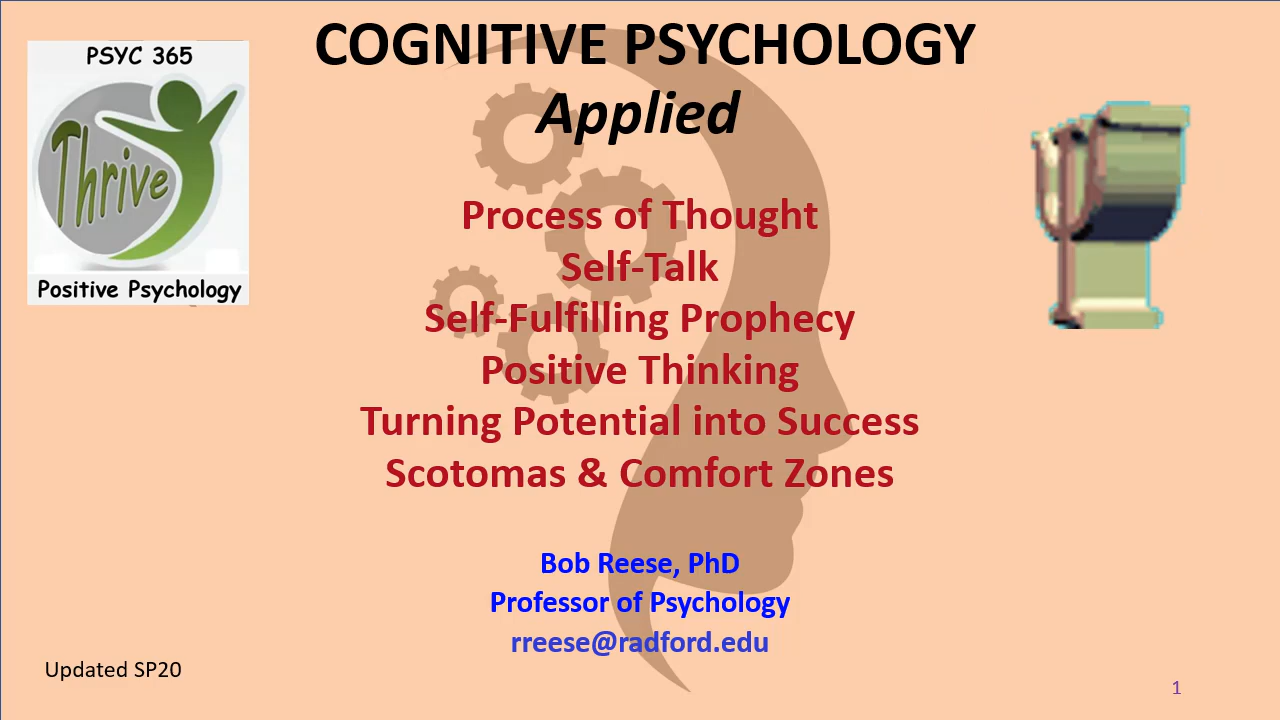 COGNITIVE PSYCHOLOGY
Applied
PSYC 365
Thrive
Positive Psychology
Process of Thought
Self-Talk
Self-Fulfilling Prophecy
Positive Thinking
Turning Potential into Success
Scotomas & Comfort Zones
Bob Reese, PhD
Professor of Psychology
rreese@radford.edu
Updated SP20
1